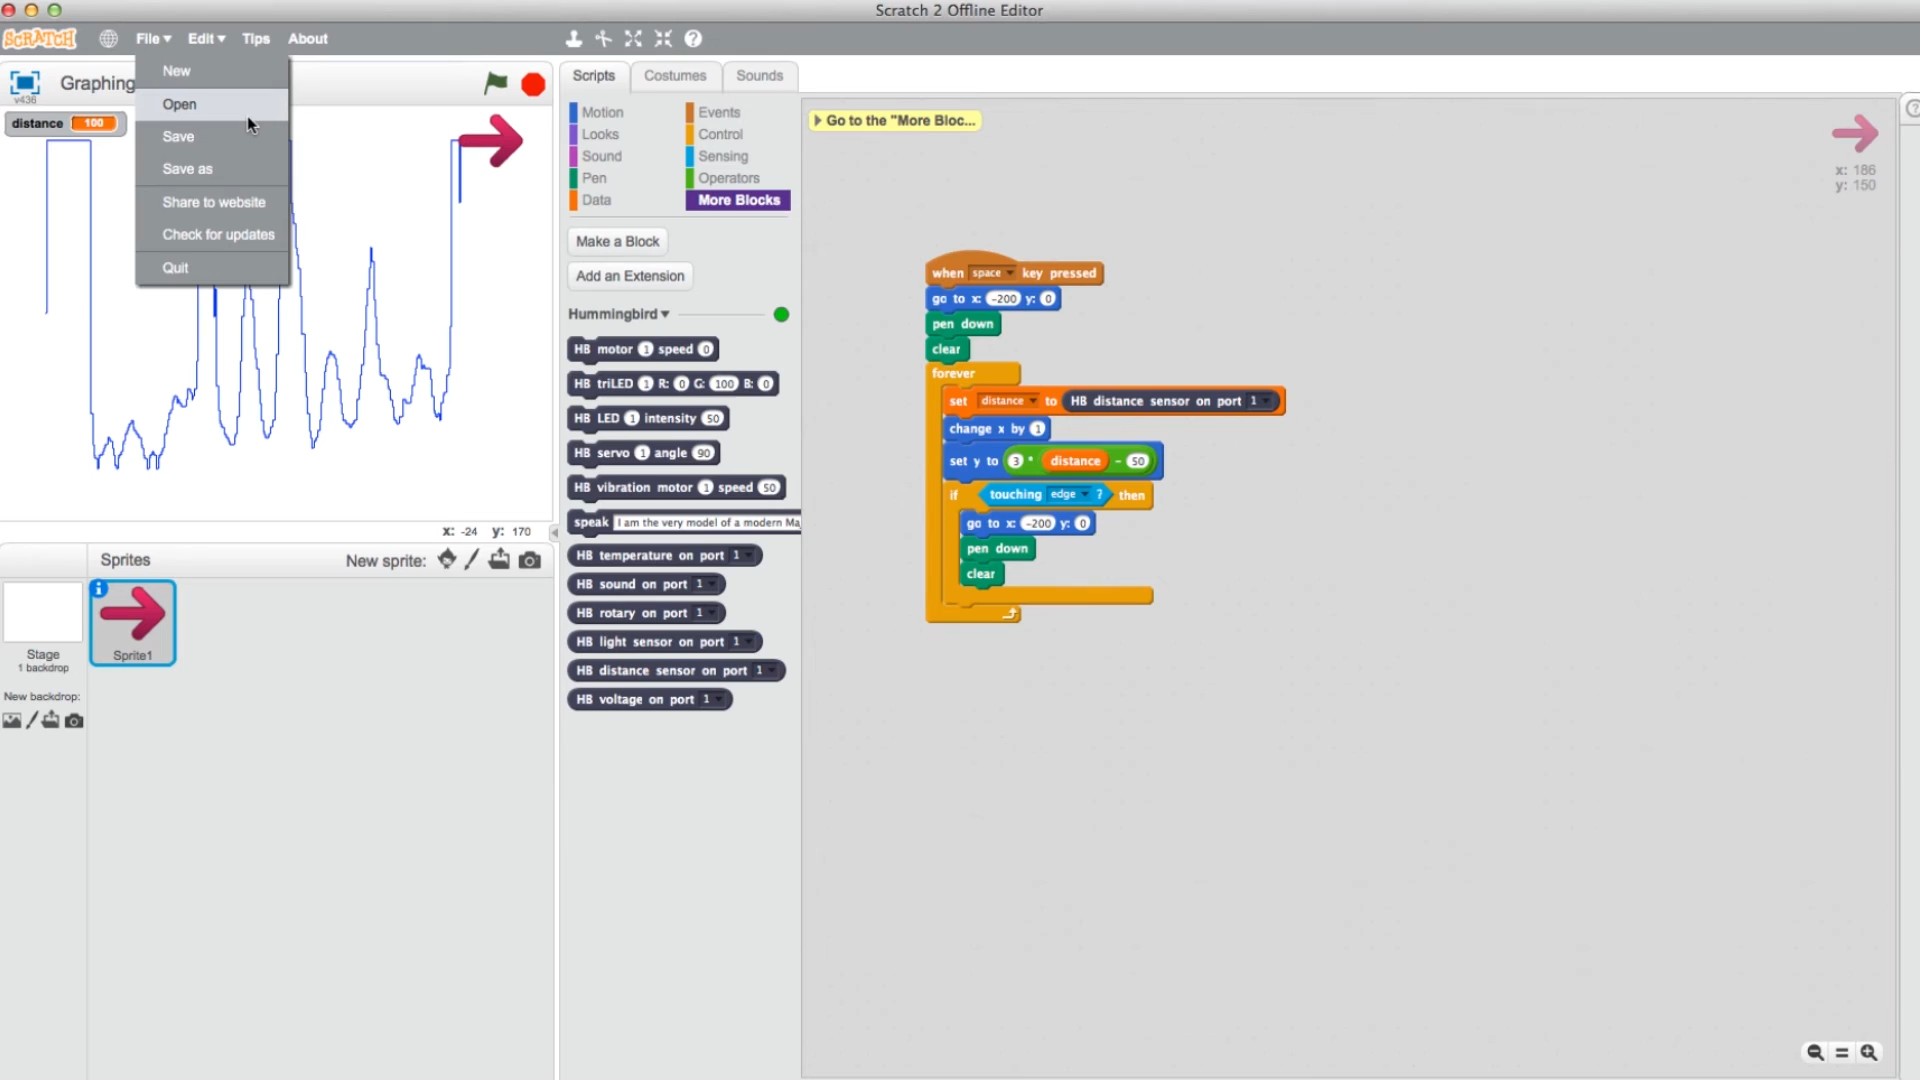 Scratch 2 Offline Editor
SCRATCH File Edit Tips About
New
Open
Save
Save as
Share to website
Check for updates
Quit
v436
Graphing
distance 100
x: -24 y: 170
Sprites
New sprite:
Sprite1
Stage
1 backdrop
New backdrop:
Scripts Costumes Sounds
Motion
Looks
Sound
Pen
Data
Events
Control
Sensing
Operators
More Blocks
Make a Block
Add an Extension
Hummingbird
HB motor 1 speed 0
HB triLED 1 R: 0 G: 100 B: 0
HB LED 1 intensity 50
HB servo 1 angle 90
HB vibration motor 1 speed 50
speak I am the very model of a modern Ma
HB temperature on port 1
HB sound on port 1
HB rotary on port 1
HB light sensor on port 1
HB distance sensor on port 1
HB voltage on port 1
Go to the "More Bloc...
x: 186
y: 150
when space key pressed
go to x: -200 y: 0
pen down
clear
forever
set distance to HB distance sensor on port 1
change x by 1
set y to 3 * distance - 50
if touching edge ? then
go to x: -200 y: 0
pen down
clear